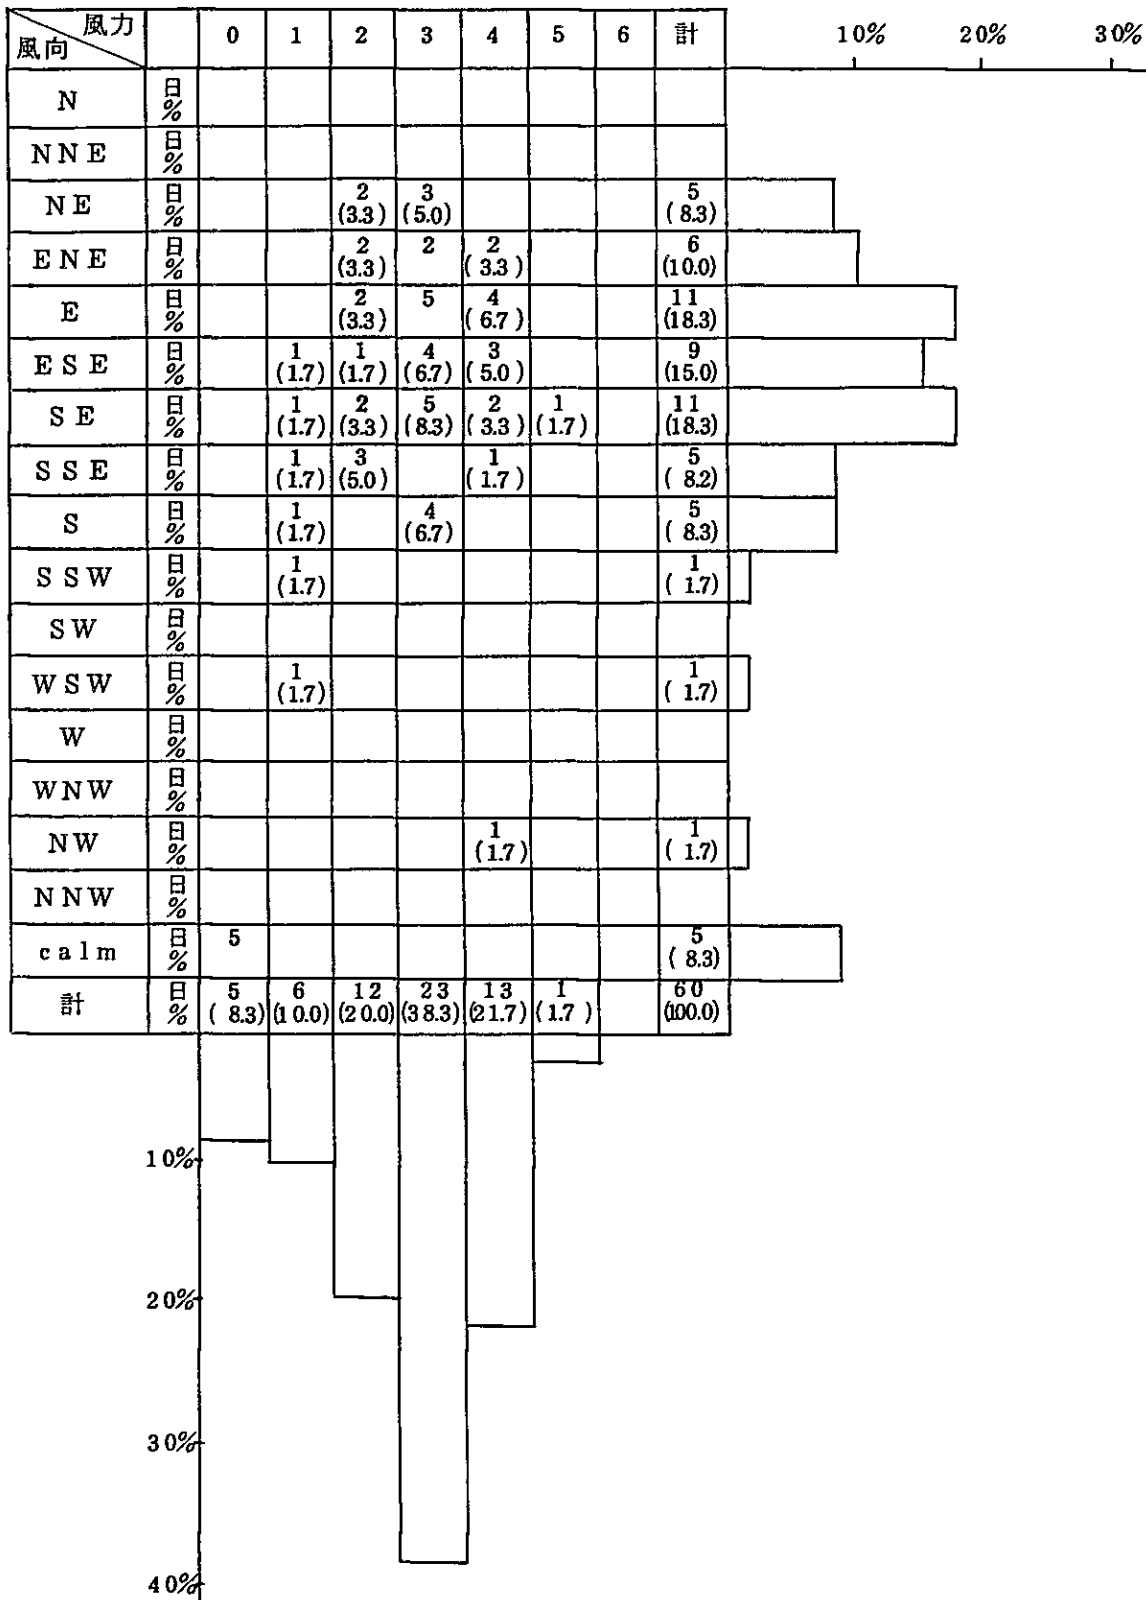 風力
風向 0 1 2 3 4 5 6 計 10% 20% 30%
N 日
%
NNE 日
%
NE 日 2 3 5
% (3.3) (5.0) (8.3)
ENE 日 2 2 2 6
% (3.3) (3.3) (10.0)
E 日 2 5 4 11
% (3.3) (6.7) (18.3)
ESE 日 1 1 4 3 9
% (1.7) (1.7) (6.7) (5.0) (15.0)
SE 日 1 2 5 2 1 11
% (1.7) (3.3) (8.3) (3.3) (1.7) (18.3)
SSE 日 1 3 1 5
% (1.7) (5.0) (1.7) (8.2)
S 日 1 4 5
% (1.7) (6.7) (8.3)
SSW 日 1 1
% (1.7) (1.7)
SW 日
%
WSW 日 1 1
% (1.7) (1.7)
W 日
%
WNW 日
%
NW 日 1 1
% (1.7) (1.7)
NNW 日
%
calm 日 5 5
% (8.3)
計 日 5 6 12 23 13 1 60
% (8.3) (10.0) (20.0) (38.3) (21.7) (1.7) (100.0)
10%
20%
30%
40%